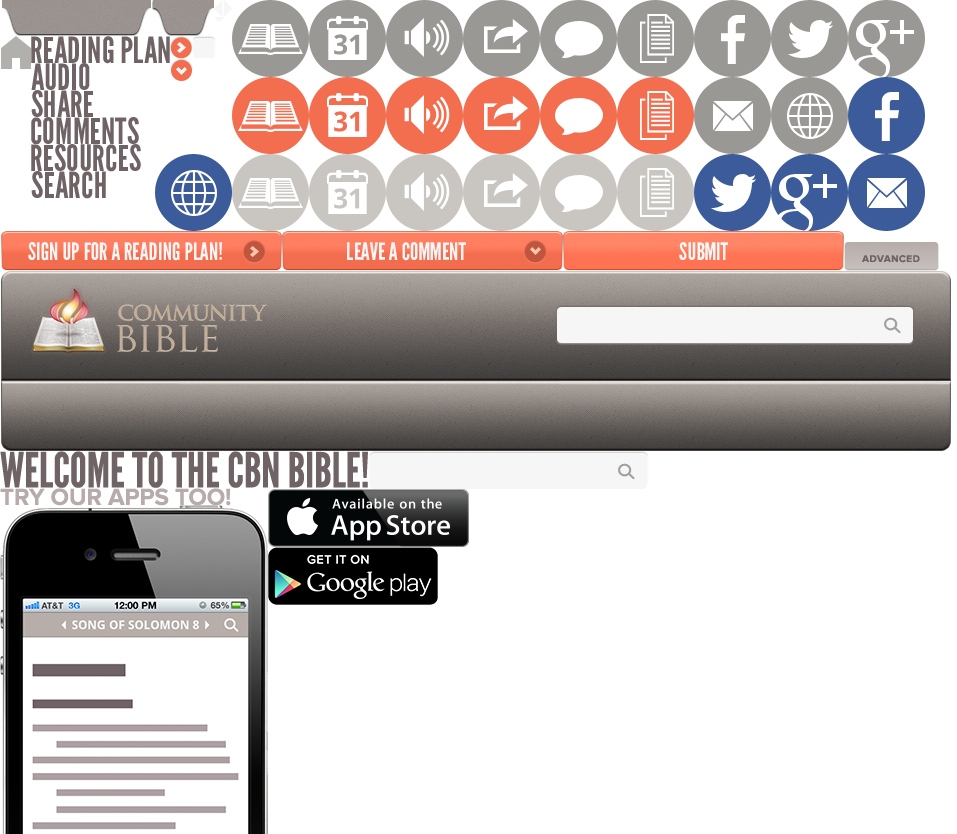 READING PLAN
AUDIO
SHARE
COMMENTS
RESOURCES
SEARCH
31
31
31
SIGN UP FOR A READING PLAN!
LEAVE A COMMENT
SUBMIT
ADVANCED
COMMUNITY
BIBLE
WELCOME TO THE CBN BIBLE!
TRY OUR APPS TOO!
Available on the
App Store
GET IT ON
Google play
AT&T 3G 12:00 PM 65%
SONG OF SOLOMON 8